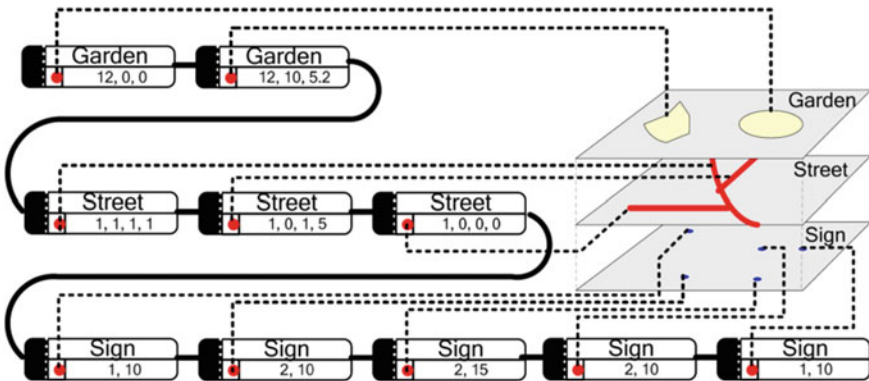 Garden
12, 0, 0
Garden
12, 10, 5.2
Garden
Street
1, 1, 1, 1
Street
1, 0, 1, 5
Street
1, 0, 0, 0
Street
Sign
Sign
1, 10
Sign
2, 10
Sign
2, 15
Sign
2, 10
Sign
1, 10